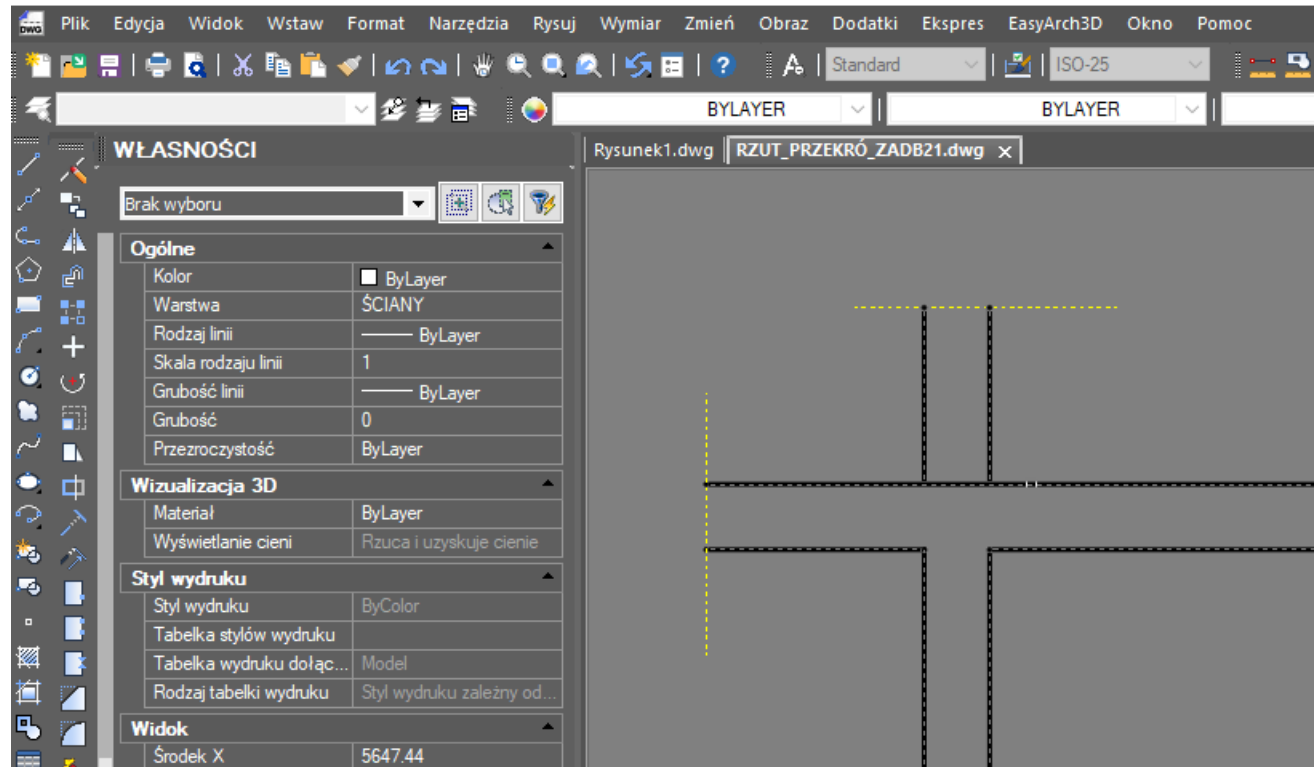 DWG Plik Edycja Widok Wstaw Format Narzędzia Rysuj Wymiar Zmień Obraz Dodatki Ekspres EasyArch3D Okno Pomoc
Standard ISO-25
BYLAYER BYLAYER
WŁASNOŚCI
Rysunek1.dwg RZUT_PRZEKRÓ_ZADB21.dwg
Brak wyboru
Ogólne
Kolor ByLayer
Warstwa ŚCIANY
Rodzaj linii ByLayer
Skala rodzaju linii 1
Grubość linii ByLayer
Grubość 0
Przezroczystość ByLayer
Wizualizacja 3D
Materiał ByLayer
Wyświetlanie cieni Rzuca i uzyskuje cienie
Styl wydruku
Styl wydruku ByColor
Tabelka stylów wydruku
Tabelka wydruku dołąc... Model
Rodzaj tabelki wydruku Styl wydruku zależny od...
Widok
Środek X 5647.44